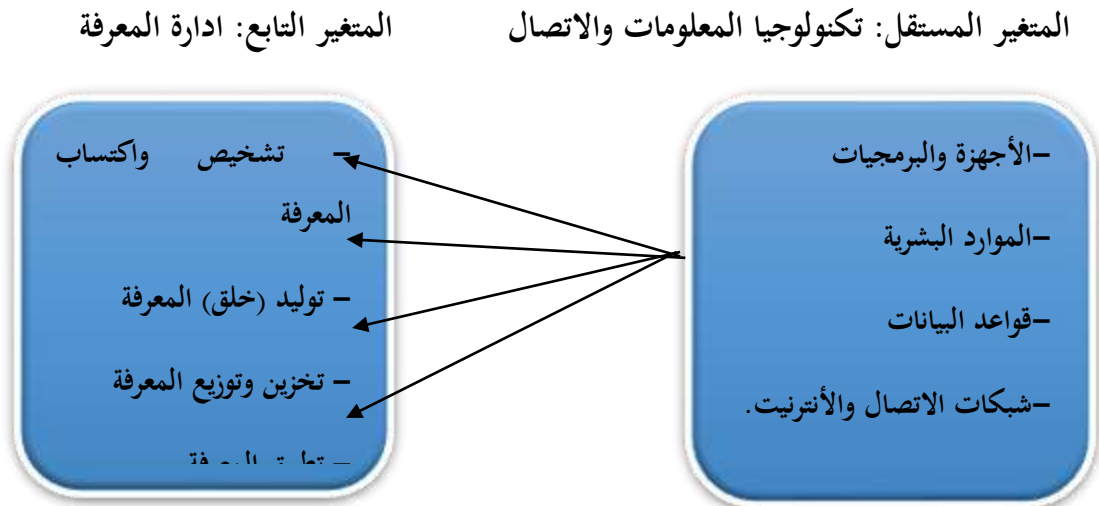 المتغير المستقل: تكنولوجيا المعلومات والاتصال
المتغير التابع: ادارة المعرفة
–الأجهزة والبرمجيات
–الموارد البشرية
–قواعد البيانات
–شبكات الاتصال والأنترنيت.
– تشخيص واكتساب
المعرفة
– توليد (خلق) المعرفة
– تخزين وتوزيع المعرفة